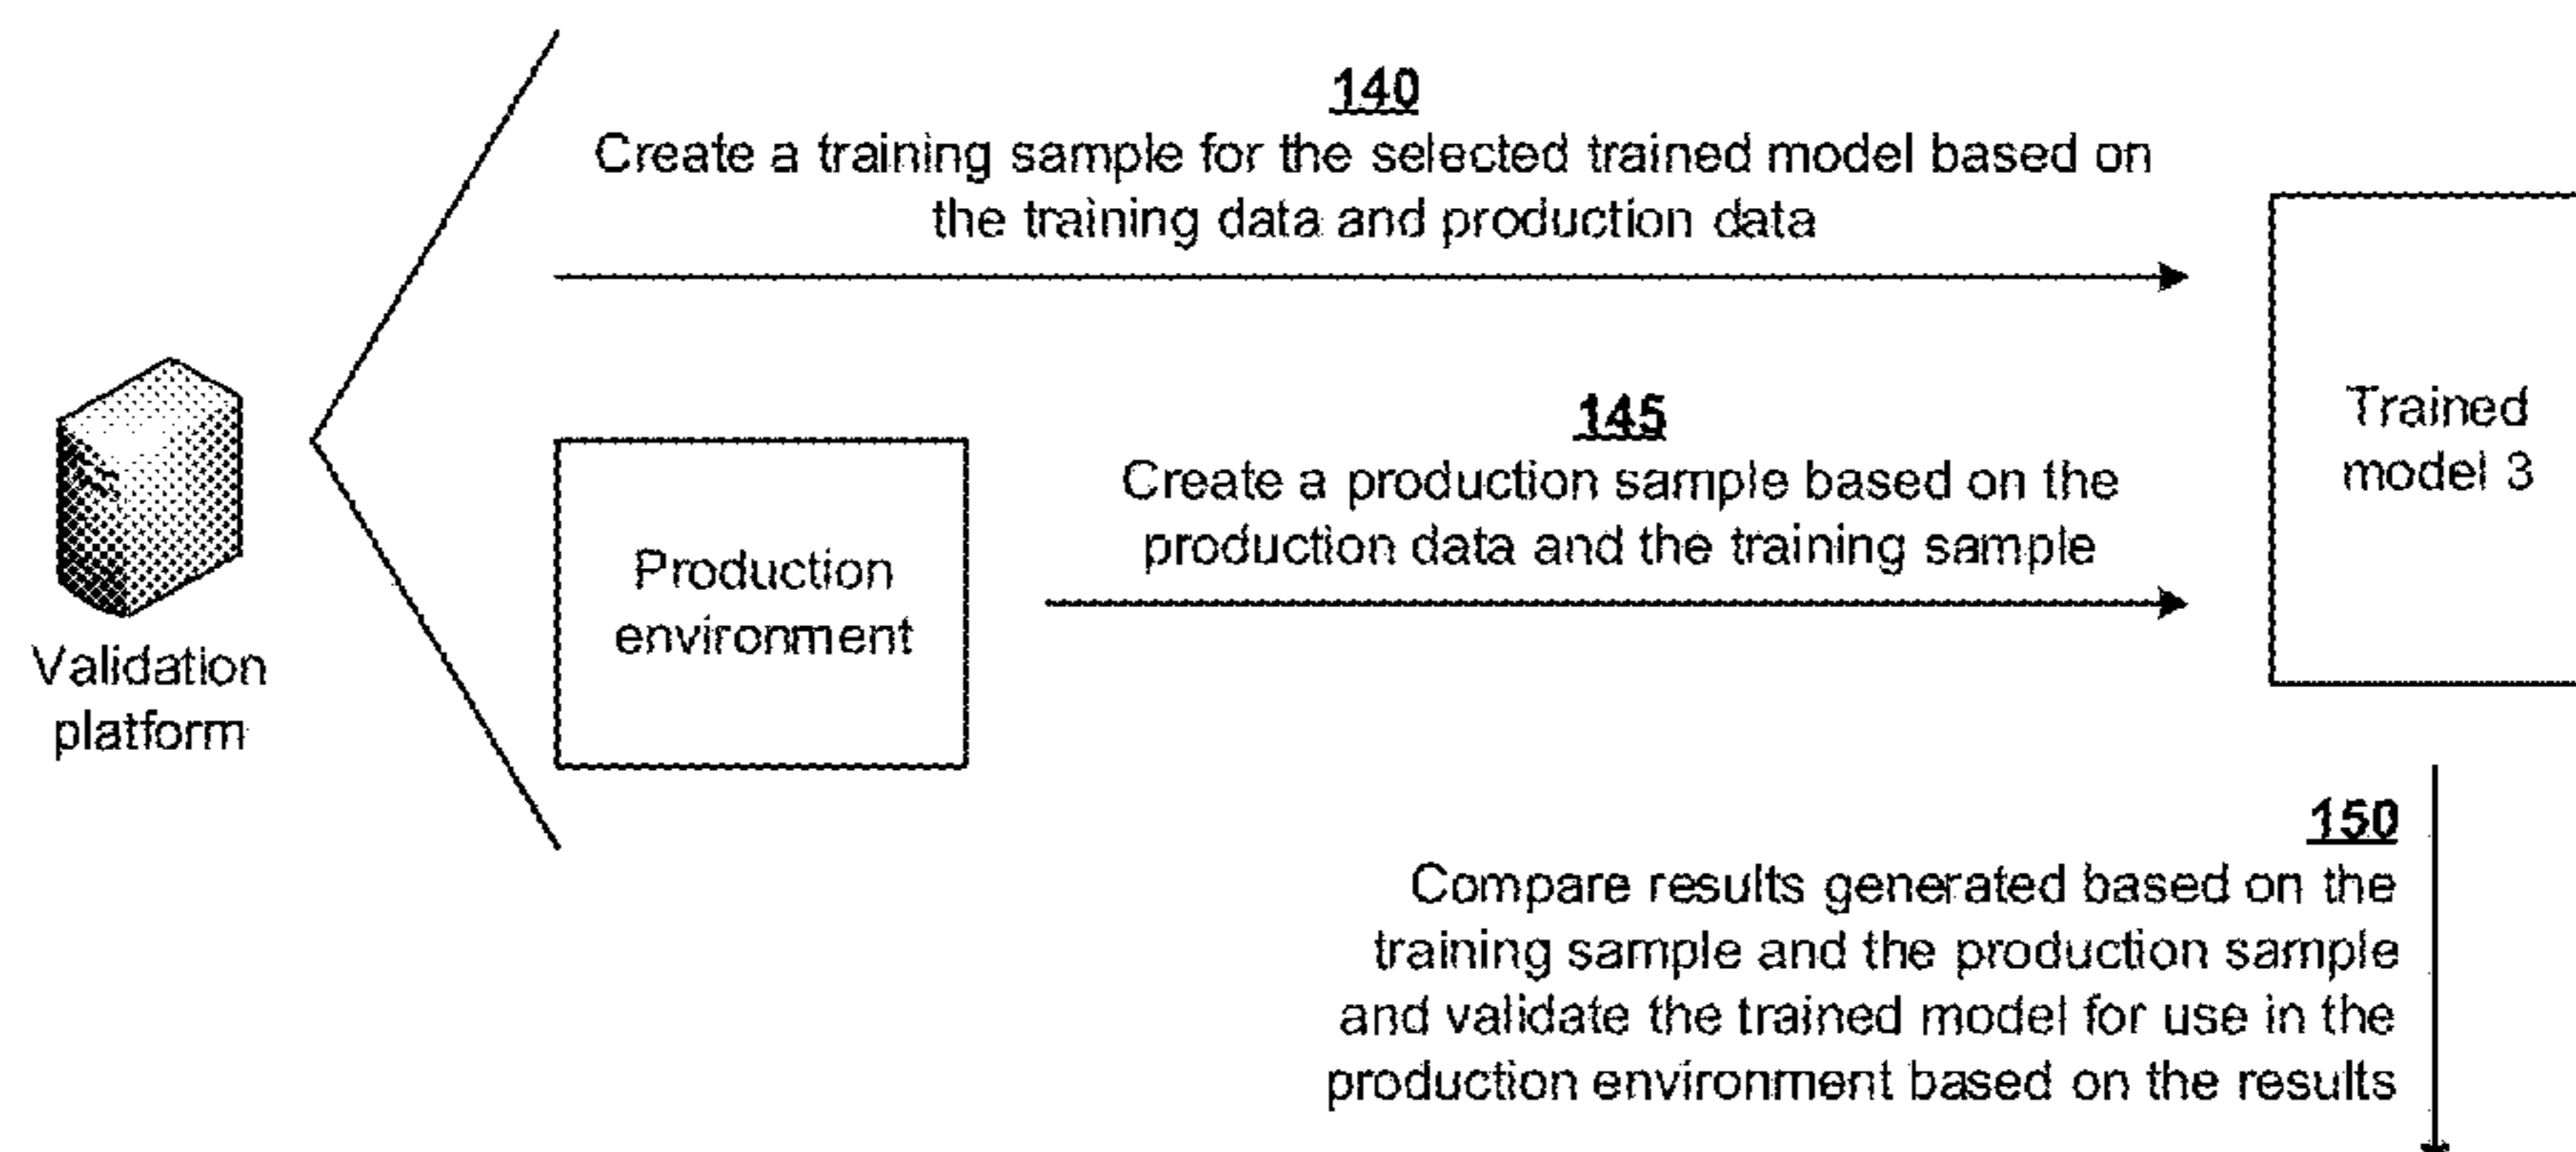 140
Create a training sample for the selected trained model based on
the training data and production data
145
Create a production sample based on the
production data and the training sample
Trained
model 3
Production
environment
Validation
platform
150
Compare results generated based on the
training sample and the production sample
and validate the trained model for use in the
production environment based on the results